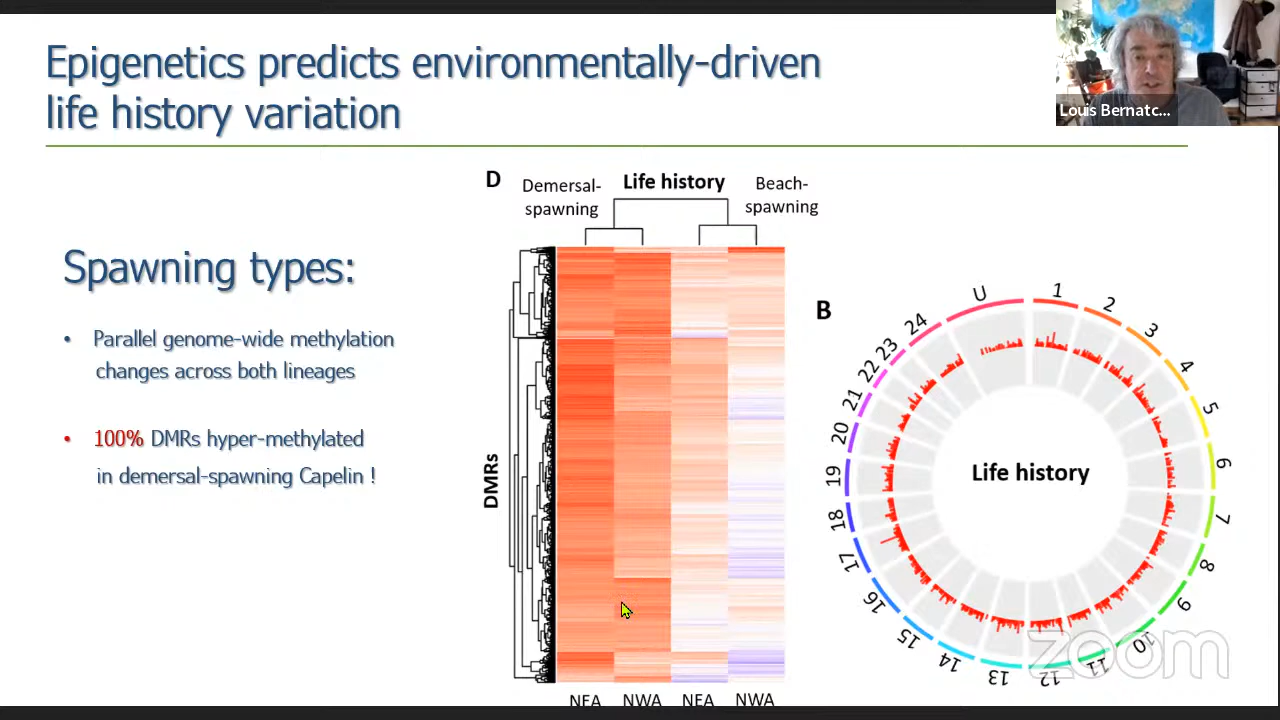 Epigenetics predicts environmentally-driven
life history variation
Louis Bernatc...
Spawning types:
• Parallel genome-wide methylation
changes across both lineages
• 100% DMRs hyper-methylated
in demersal-spawning Capelin !
D
Demersal-
spawning
Life history
Beach-
spawning
DMRs
NEA NWA NEA NWA
B
Life history
U
1
2
3
4
5
6
7
8
9
10
11
12
13
14
15
16
17
18
19
20
21
22
23
24
zoom